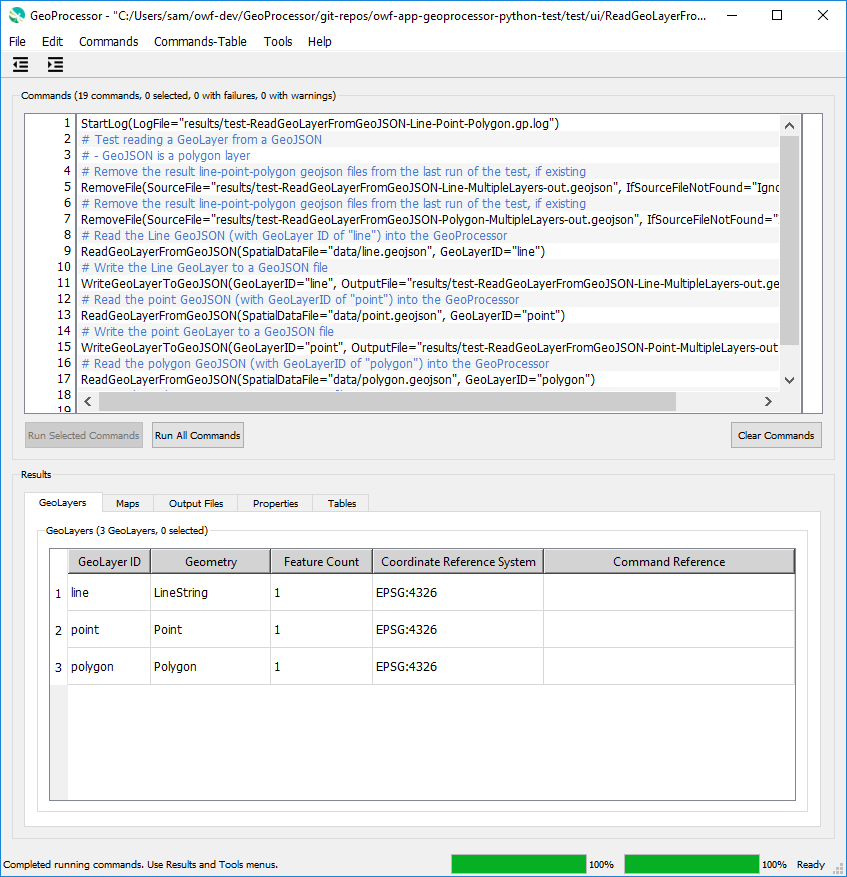 GeoProcessor - "C:/Users/sam/owf-dev/GeoProcessor/git-repos/owf-app-geoprocessor-python-test/test/ui/ReadGeoLayerFro...
File Edit Commands Commands-Table Tools Help
Commands (19 commands, 0 selected, 0 with failures, 0 with warnings)
1 StartLog(LogFile="results/test-ReadGeoLayerFromGeoJSON-Line-Point-Polygon.gp.log")
2 # Test reading a GeoLayer from a GeoJSON
3 # - GeoJSON is a polygon layer
4 # Remove the result line-point-polygon geojson files from the last run of the test, if existing
5 RemoveFile(SourceFile="results/test-ReadGeoLayerFromGeoJSON-Line-MultipleLayers-out.geojson", IfSourceFileNotFound="Igno
6 # Remove the result line-point-polygon geojson files from the last run of the test, if existing
7 RemoveFile(SourceFile="results/test-ReadGeoLayerFromGeoJSON-Polygon-MultipleLayers-out.geojson", IfSourceFileNotFound="
8 # Read the Line GeoJSON (with GeoLayer ID of "line") into the GeoProcessor
9 ReadGeoLayerFromGeoJSON(SpatialDataFile="data/line.geojson", GeoLayerID="line")
10 # Write the Line GeoLayer to a GeoJSON file
11 WriteGeoLayerToGeoJSON(GeoLayerID="line", OutputFile="results/test-ReadGeoLayerFromGeoJSON-Line-MultipleLayers-out.ge
12 # Read the point GeoJSON (with GeoLayerID of "point") into the GeoProcessor
13 ReadGeoLayerFromGeoJSON(SpatialDataFile="data/point.geojson", GeoLayerID="point")
14 # Write the point GeoLayer to a GeoJSON file
15 WriteGeoLayerToGeoJSON(GeoLayerID="point", OutputFile="results/test-ReadGeoLayerFromGeoJSON-Point-MultipleLayers-out
16 # Read the polygon GeoJSON (with GeoLayerID of "polygon") into the GeoProcessor
17 ReadGeoLayerFromGeoJSON(SpatialDataFile="data/polygon.geojson", GeoLayerID="polygon")
18
19
Run Selected Commands Run All Commands Clear Commands
Results
GeoLayers Maps Output Files Properties Tables
GeoLayers (3 GeoLayers, 0 selected)
GeoLayer ID Geometry Feature Count Coordinate Reference System Command Reference
1 line LineString 1 EPSG:4326
2 point Point 1 EPSG:4326
3 polygon Polygon 1 EPSG:4326
Completed running commands. Use Results and Tools menus. 100% 100% Ready